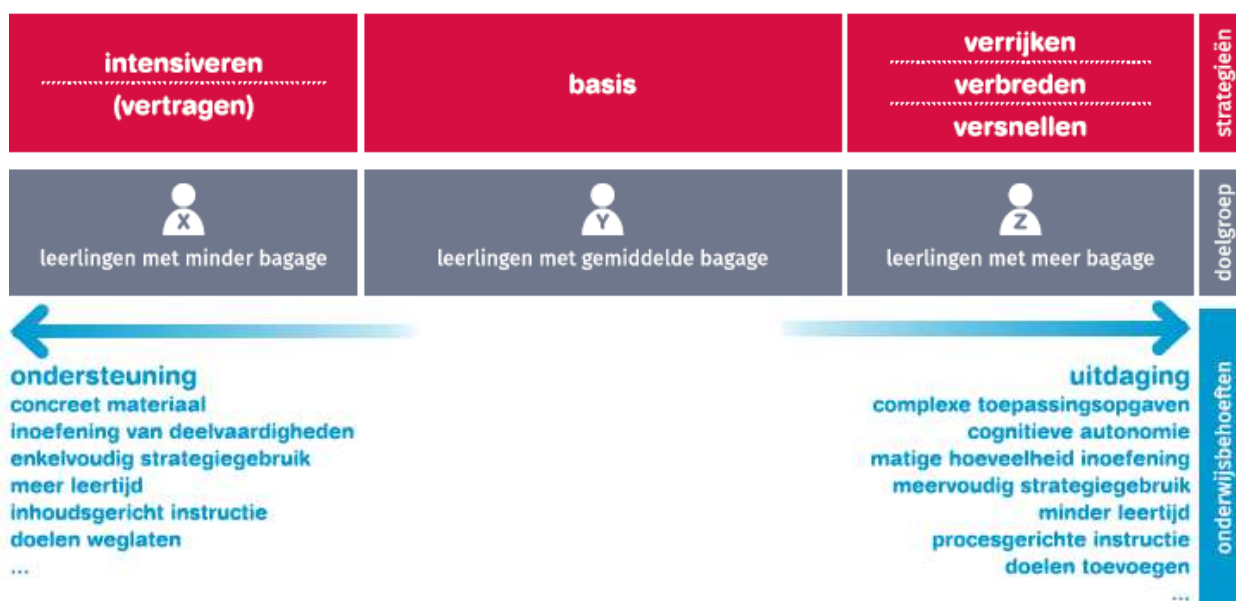 intensiveren
(vertragen)
basis
verrijken
verbreden
versnellen
strategieën
X
leerlingen met minder bagage
Y
leerlingen met gemiddelde bagage
Z
leerlingen met meer bagage
doelgroep
ondersteuning
concreet materiaal
inoefening van deelvaardigheden
enkelvoudig strategiegebruik
meer leertijd
inhoudsgericht instructie
doelen weglaten
...
uitdaging
complexe toepassingsopgaven
cognitieve autonomie
matige hoeveelheid inoefening
meervoudig strategiegebruik
minder leertijd
procesgerichte instructie
doelen toevoegen
...
onderwijsbehoeften